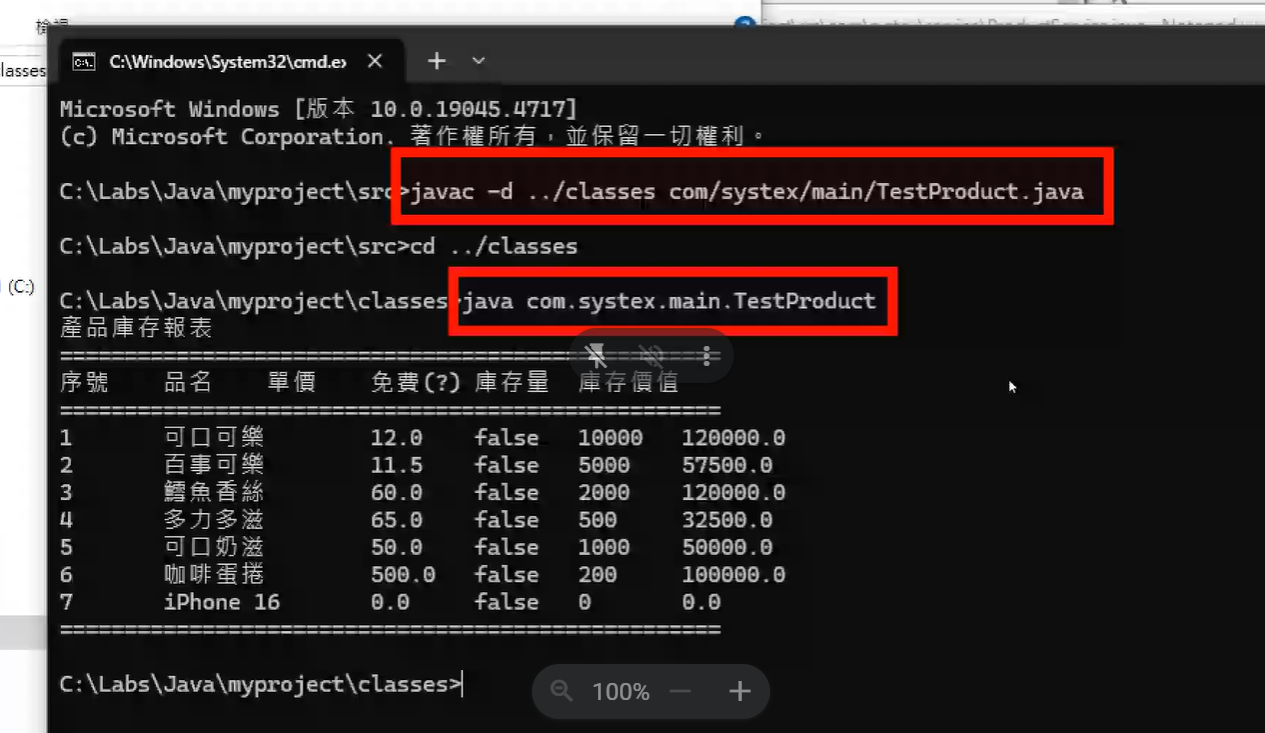 檢視
C:\Windows\System32\cmd.ex
classes
Microsoft Windows [版本 10.0.19045.4717]
(c) Microsoft Corporation. 著作權所有，並保留一切權利。
C:\Labs\Java\myproject\src>javac -d ../classes com/systex/main/TestProduct.java
C:\Labs\Java\myproject\src>cd ../classes
(C:)
C:\Labs\Java\myproject\classes>java com.systex.main.TestProduct
產品庫存報表
===================================================
序號 品名 單價 免費(?) 庫存量 庫存價值
===================================================
1 可口可樂 12.0 false 10000 120000.0
2 百事可樂 11.5 false 5000 57500.0
3 鱈魚香絲 60.0 false 2000 120000.0
4 多力多滋 65.0 false 500 32500.0
5 可口奶滋 50.0 false 1000 50000.0
6 咖啡蛋捲 500.0 false 200 100000.0
7 iPhone 16 0.0 false 0 0.0
===================================================
C:\Labs\Java\myproject\classes>
100%